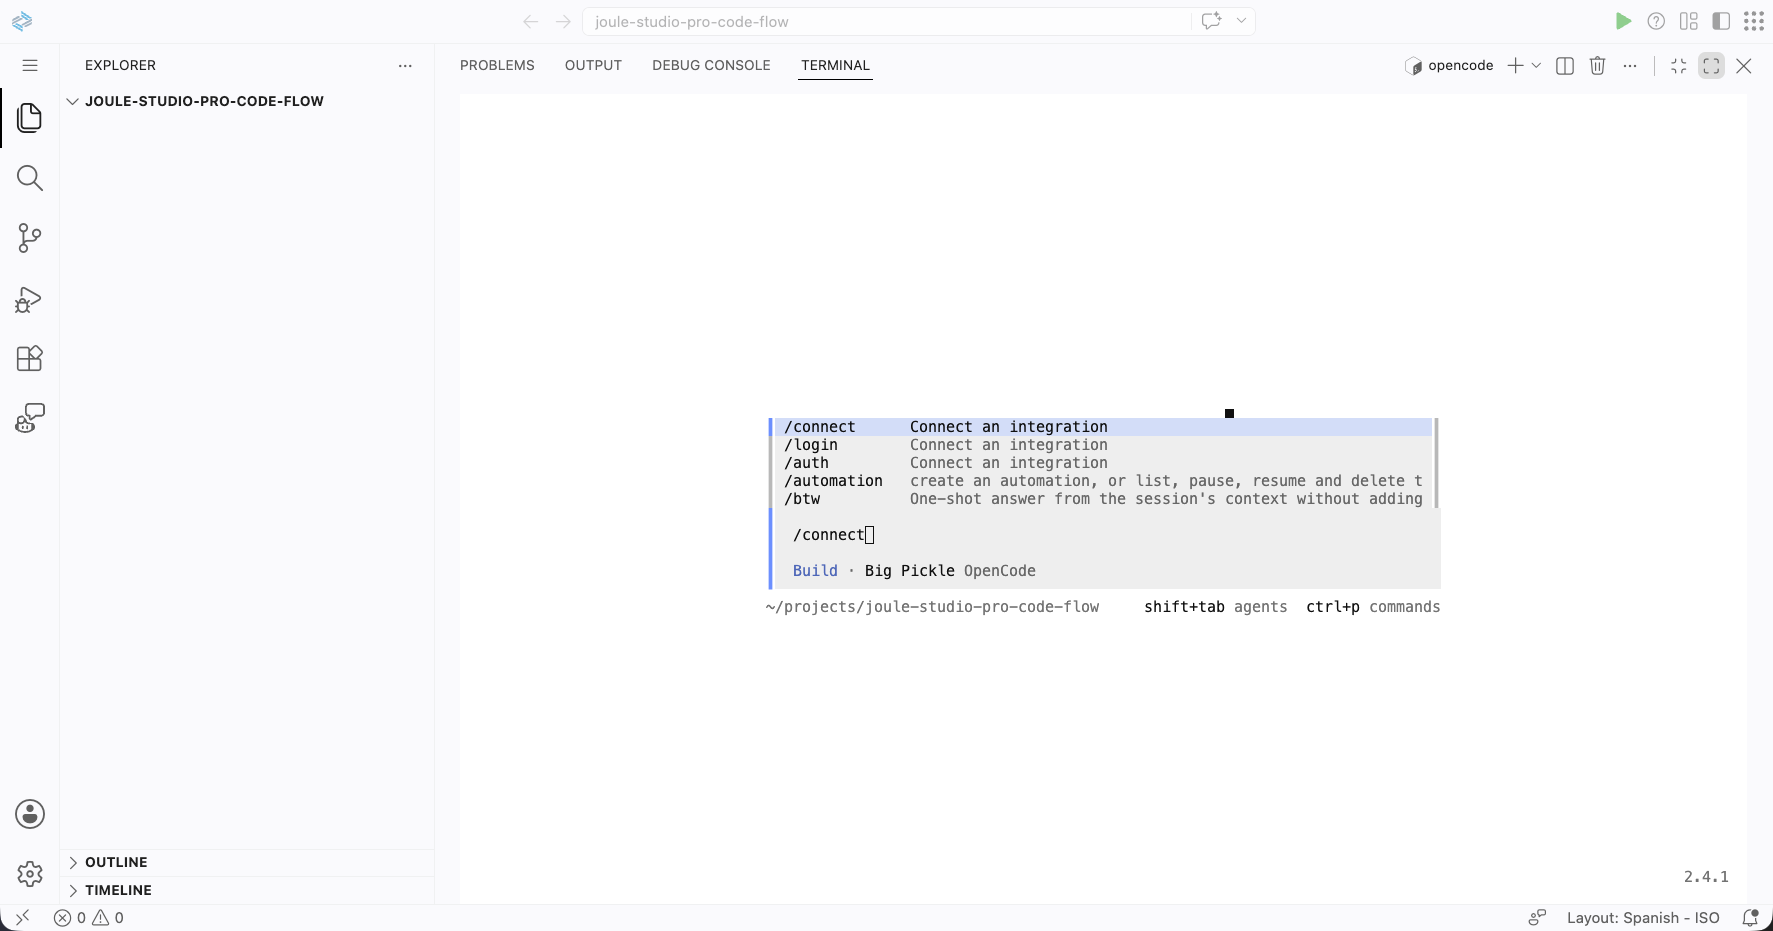 joule-studio-pro-code-flow
EXPLORER
JOULE-STUDIO-PRO-CODE-FLOW
PROBLEMS OUTPUT DEBUG CONSOLE TERMINAL
opencode
/connect Connect an integration
/login Connect an integration
/auth Connect an integration
/automation create an automation, or list, pause, resume and delete t
/btw One-shot answer from the session's context without adding
/connect
Build · Big Pickle OpenCode
~/projects/joule-studio-pro-code-flow shift+tab agents ctrl+p commands
OUTLINE
TIMELINE
2.4.1
0 0
Layout: Spanish - ISO